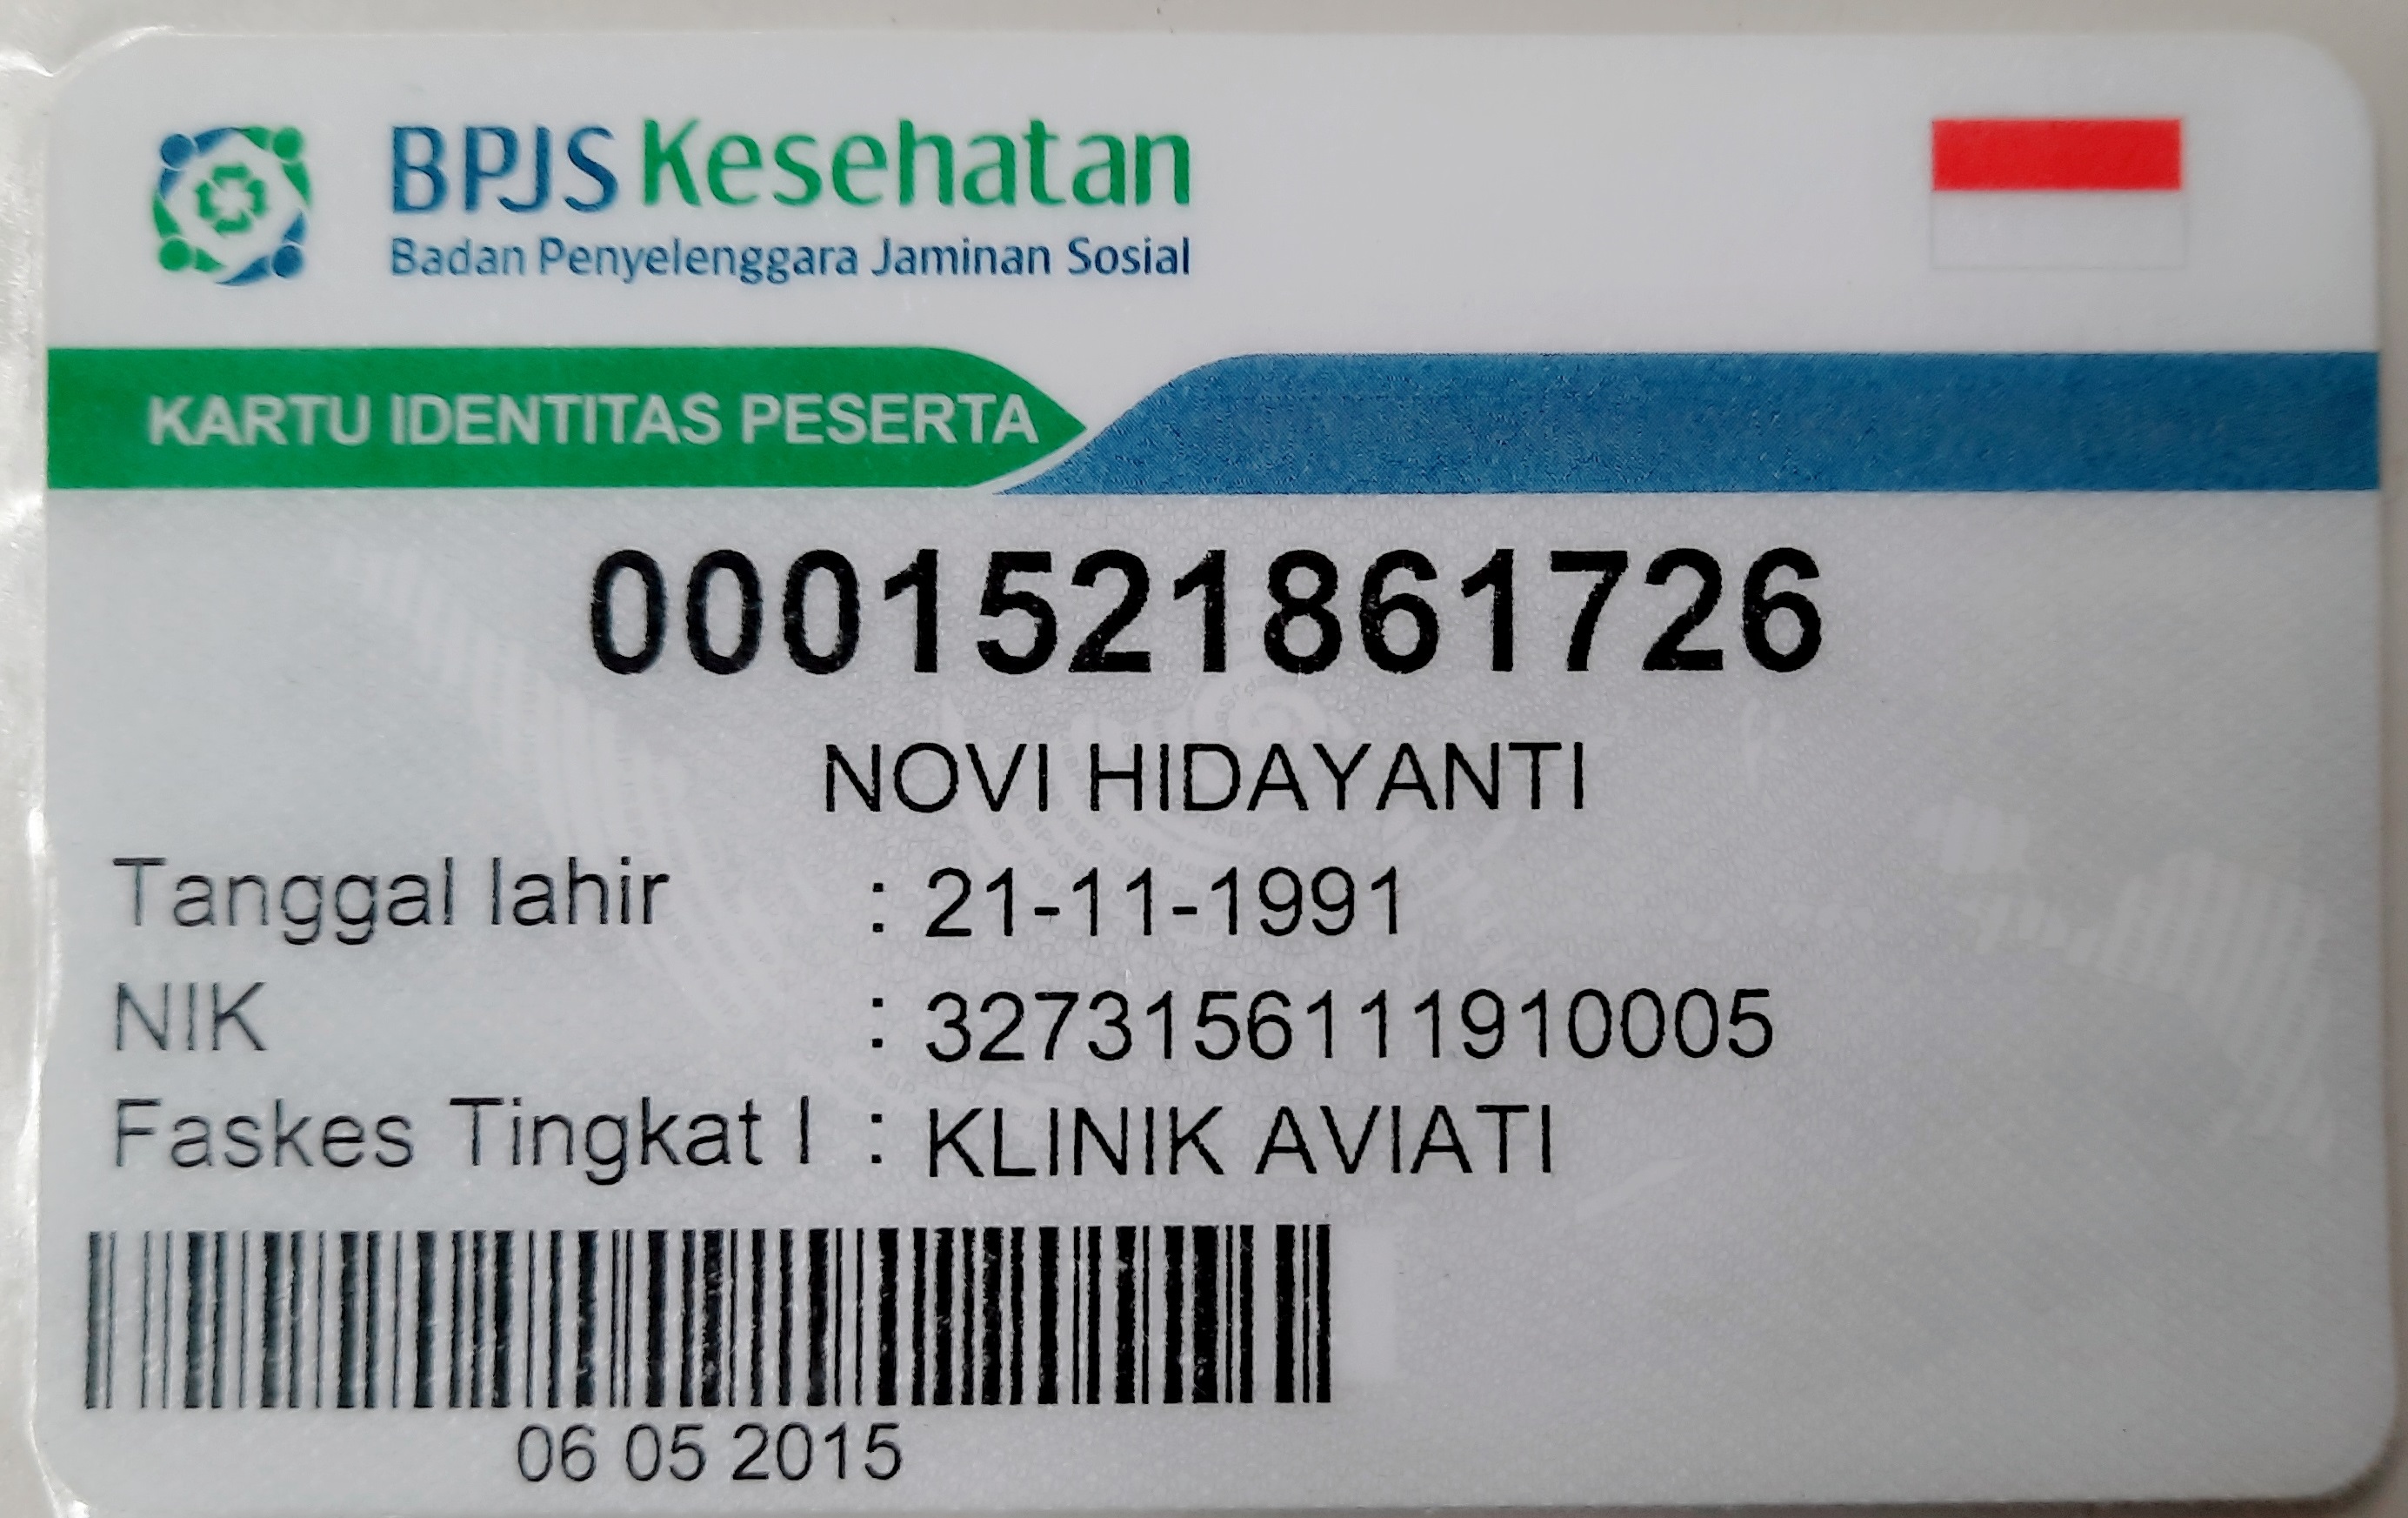 BPJS Kesehatan
Badan Penyelenggara Jaminan Sosial
KARTU IDENTITAS PESERTA
0001521861726
NOVI HIDAYANTI
Tanggal lahir : 21-11-1991
NIK : 3273156111910005
Faskes Tingkat I : KLINIK AVIATI
06 05 2015